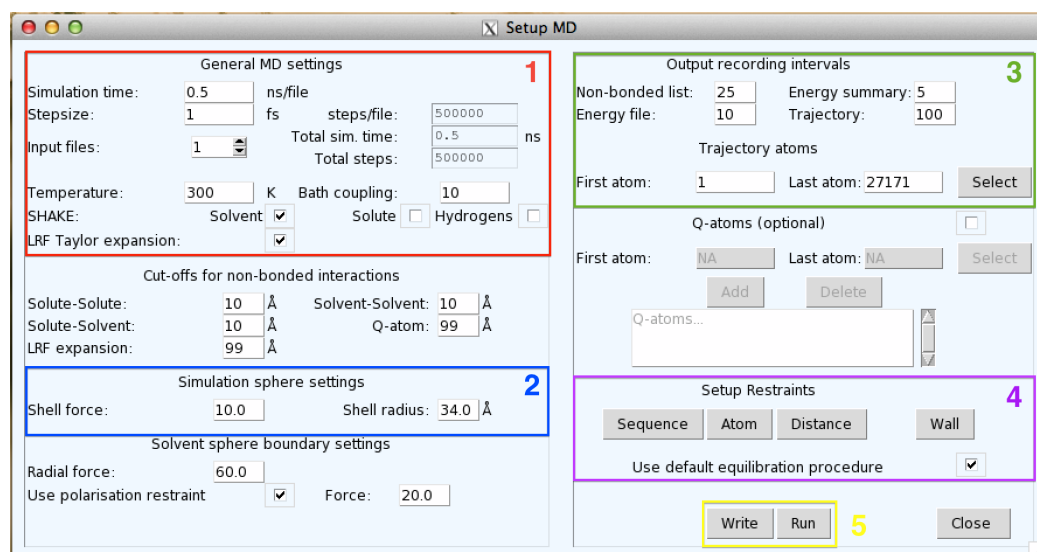 X Setup MD
General MD settings 1
Simulation time: 0.5 ns/file
Stepsize: 1 fs steps/file: 500000
Total sim. time: 0.5 ns
Input files: 1
Total steps: 500000
Temperature: 300 K Bath coupling: 10
SHAKE: Solvent Solute Hydrogens
LRF Taylor expansion:
Cut-offs for non-bonded interactions
Solute-Solute: 10 Å Solvent-Solvent: 10 Å
Solute-Solvent: 10 Å Q-atom: 99 Å
LRF expansion: 99 Å
Simulation sphere settings 2
Shell force: 10.0 Shell radius: 34.0 Å
Solvent sphere boundary settings
Radial force: 60.0
Use polarisation restraint Force: 20.0
Output recording intervals 3
Non-bonded list: 25 Energy summary: 5
Energy file: 10 Trajectory: 100
Trajectory atoms
First atom: 1 Last atom: 27171 Select
Q-atoms (optional)
First atom: NA Last atom: NA Select
Add Delete
Q-atoms...
Setup Restraints 4
Sequence Atom Distance Wall
Use default equilibration procedure
Write Run 5 Close